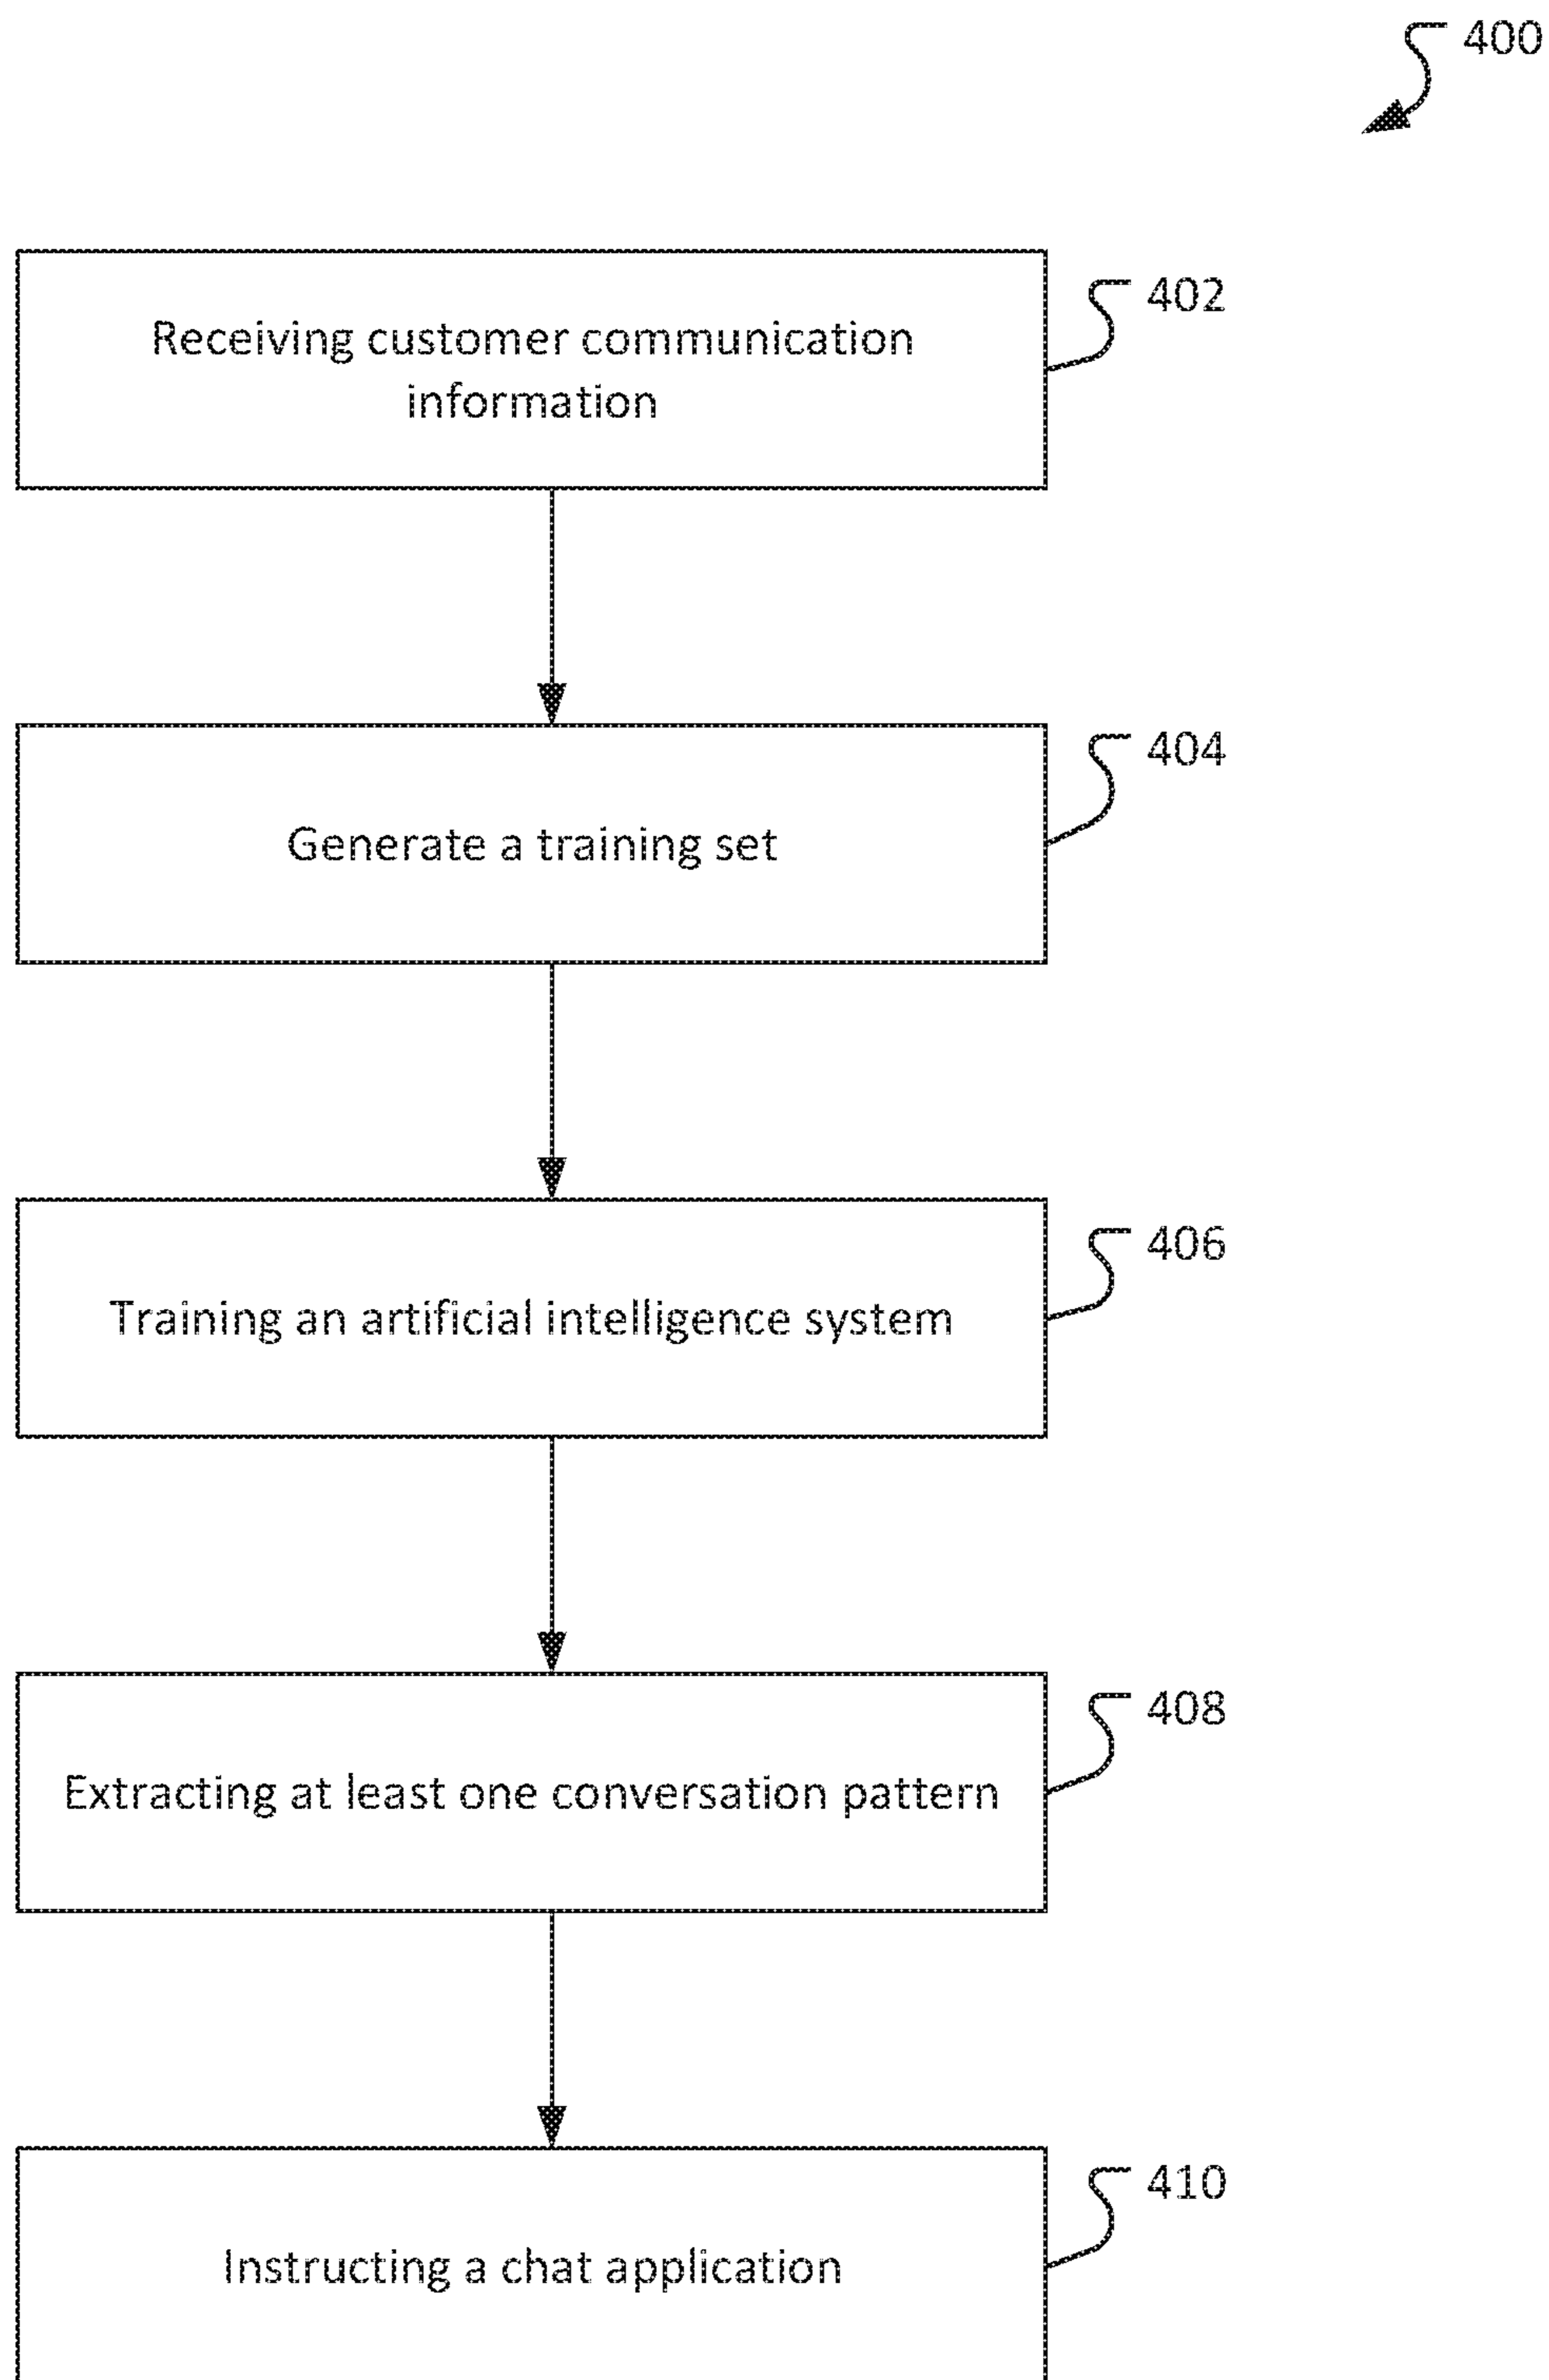 400
Receiving customer communication
information
402
Generate a training set
404
Training an artificial intelligence system
406
Extracting at least one conversation pattern
408
Instructing a chat application
410